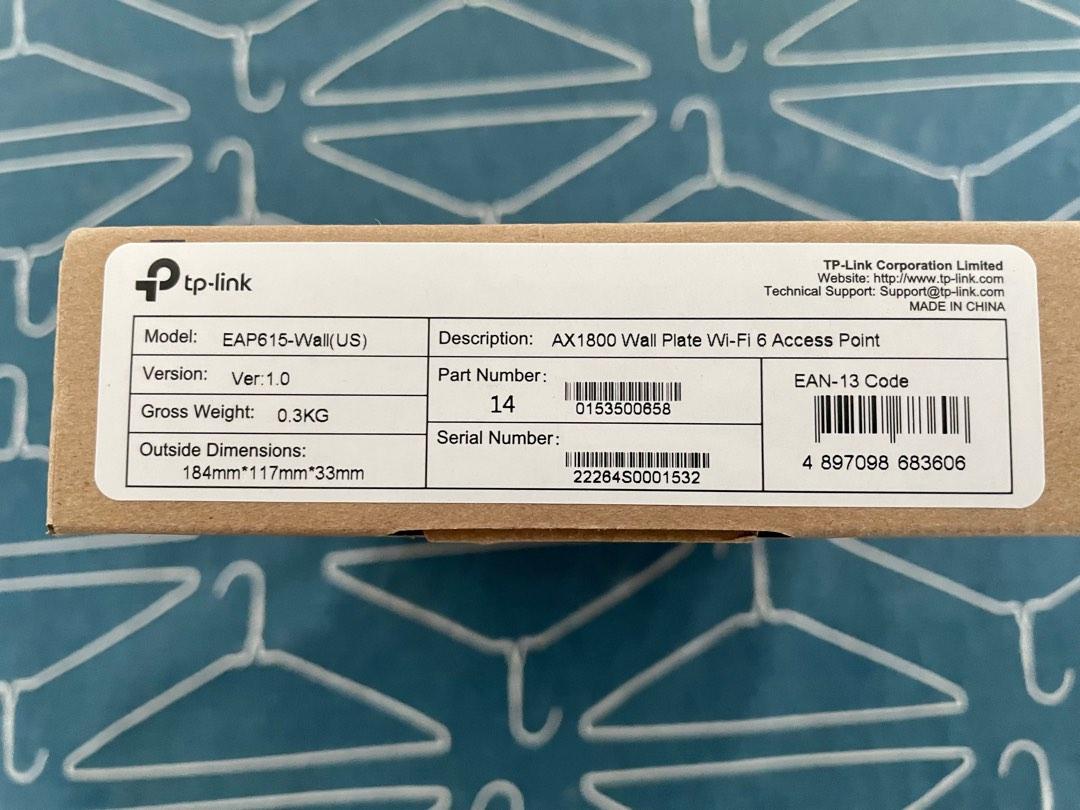 tp-link
TP-Link Corporation Limited
Website: http://www.tp-link.com
Technical Support: Support@tp-link.com
MADE IN CHINA
Model: EAP615-Wall(US)
Description: AX1800 Wall Plate Wi-Fi 6 Access Point
Version: Ver:1.0
Gross Weight: 0.3KG
Outside Dimensions:
184mm*117mm*33mm
Part Number:
14
0153500658
Serial Number:
22264S0001532
EAN-13 Code
4 897098 683606